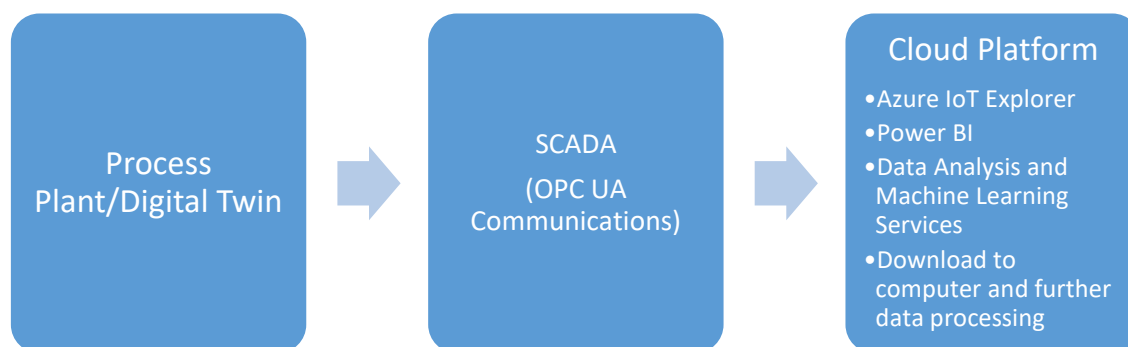 Process
Plant/Digital Twin
SCADA
(OPC UA
Communications)
Cloud Platform
•Azure IoT Explorer
•Power BI
•Data Analysis and
Machine Learning
Services
•Download to
computer and further
data processing